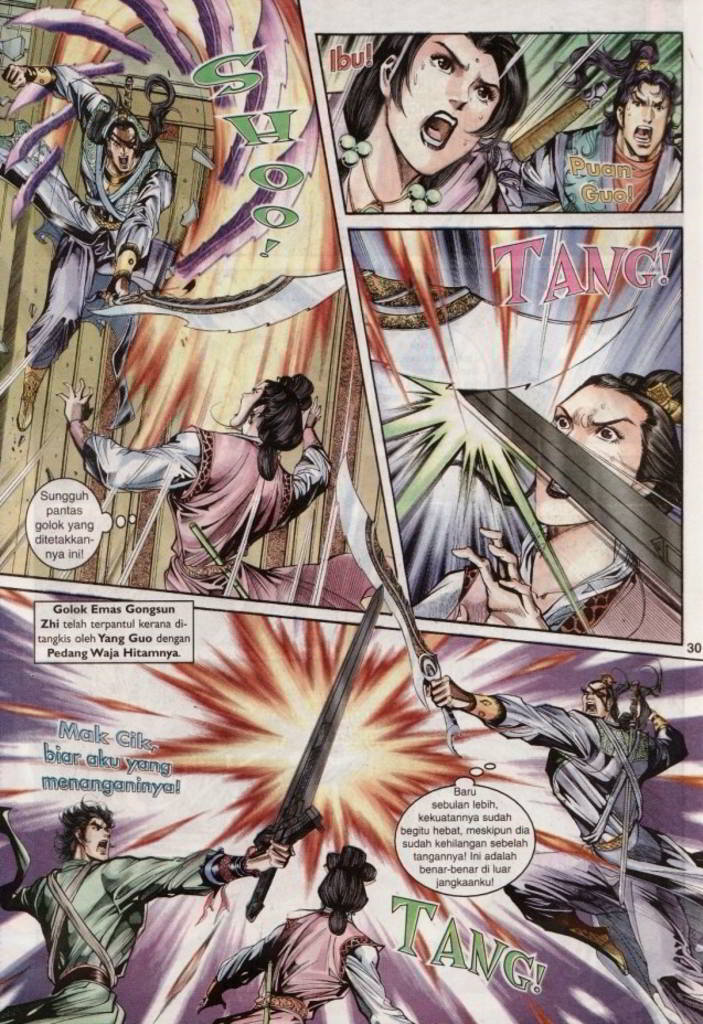 SHOO!
Sungguh
pantas
golok yang
ditetakkan-
nya ini!
Ibu!
Puan
Guo!
TANG!
30
Golok Emas Gongsun
Zhi telah terpantul kerana di-
tangkis oleh Yang Guo dengan
Pedang Waja Hitamnya.
Mak Cik,
biar aku yang
menanganinya!
Baru
sebulan lebih,
kekuatannya sudah
begitu hebat, meskipun dia
sudah kehilangan sebelah
tangannya! Ini adalah
benar-benar di luar
jangkaanku!
TANG!